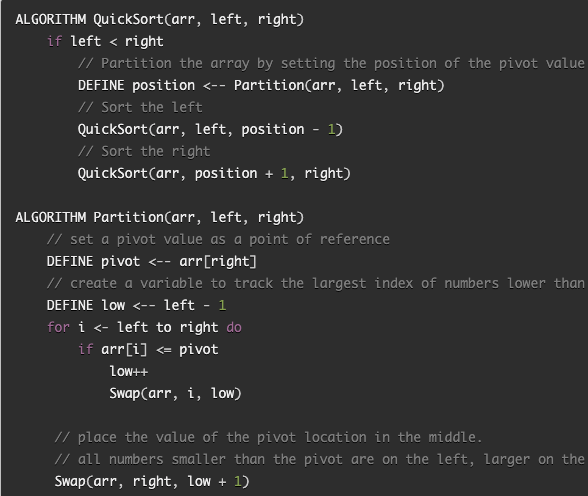 ALGORITHM QuickSort(arr, left, right)
if left < right
// Partition the array by setting the position of the pivot value
DEFINE position <-- Partition(arr, left, right)
// Sort the left
QuickSort(arr, left, position - 1)
// Sort the right
QuickSort(arr, position + 1, right)
ALGORITHM Partition(arr, left, right)
// set a pivot value as a point of reference
DEFINE pivot <-- arr[right]
// create a variable to track the largest index of numbers lower than
DEFINE low <-- left - 1
for i <- left to right do
if arr[i] <= pivot
low++
Swap(arr, i, low)
// place the value of the pivot location in the middle.
// all numbers smaller than the pivot are on the left, larger on the
Swap(arr, right, low + 1)